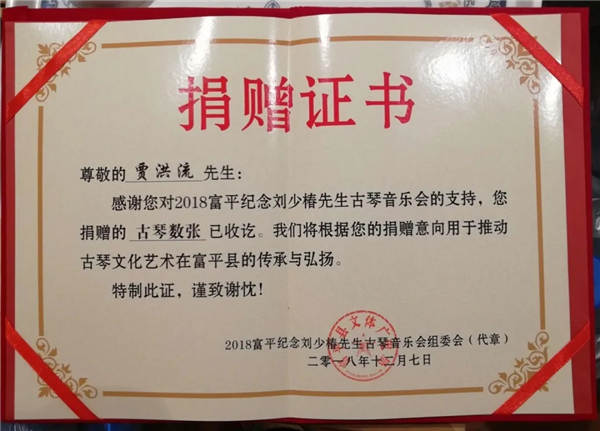 捐赠证书
尊敬的 贾洪流 先生：
感谢您对2018富平纪念刘少椿先生古琴音乐会的支持，您
捐赠的 古琴数张 已收讫。我们将根据您的捐赠意向用于推动
古琴文化艺术在富平县的传承与弘扬。
特制此证，谨致谢忱！
2018富平纪念刘少椿先生古琴音乐会组委会（代章）
二零一八年十二月七日